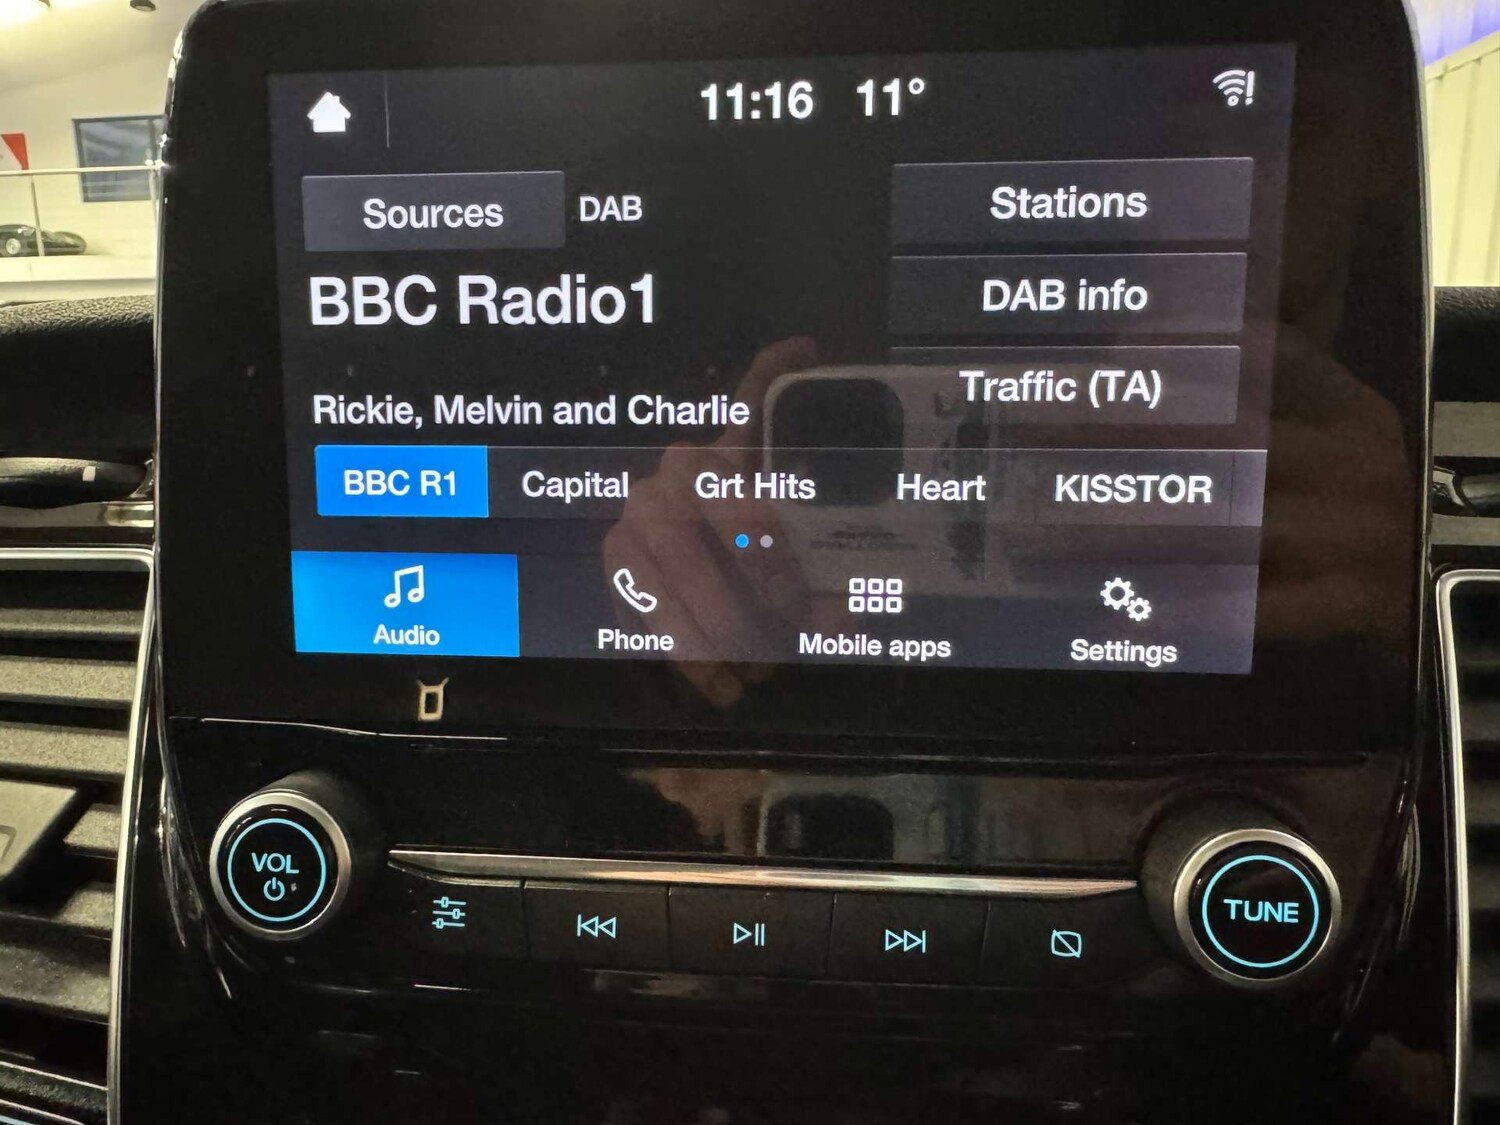 11:16 11°
Sources DAB
Stations
BBC Radio1
DAB info
Traffic (TA)
Rickie, Melvin and Charlie
BBC R1 Capital Grt Hits Heart KISSTOR
Audio Phone Mobile apps Settings
VOL
TUNE